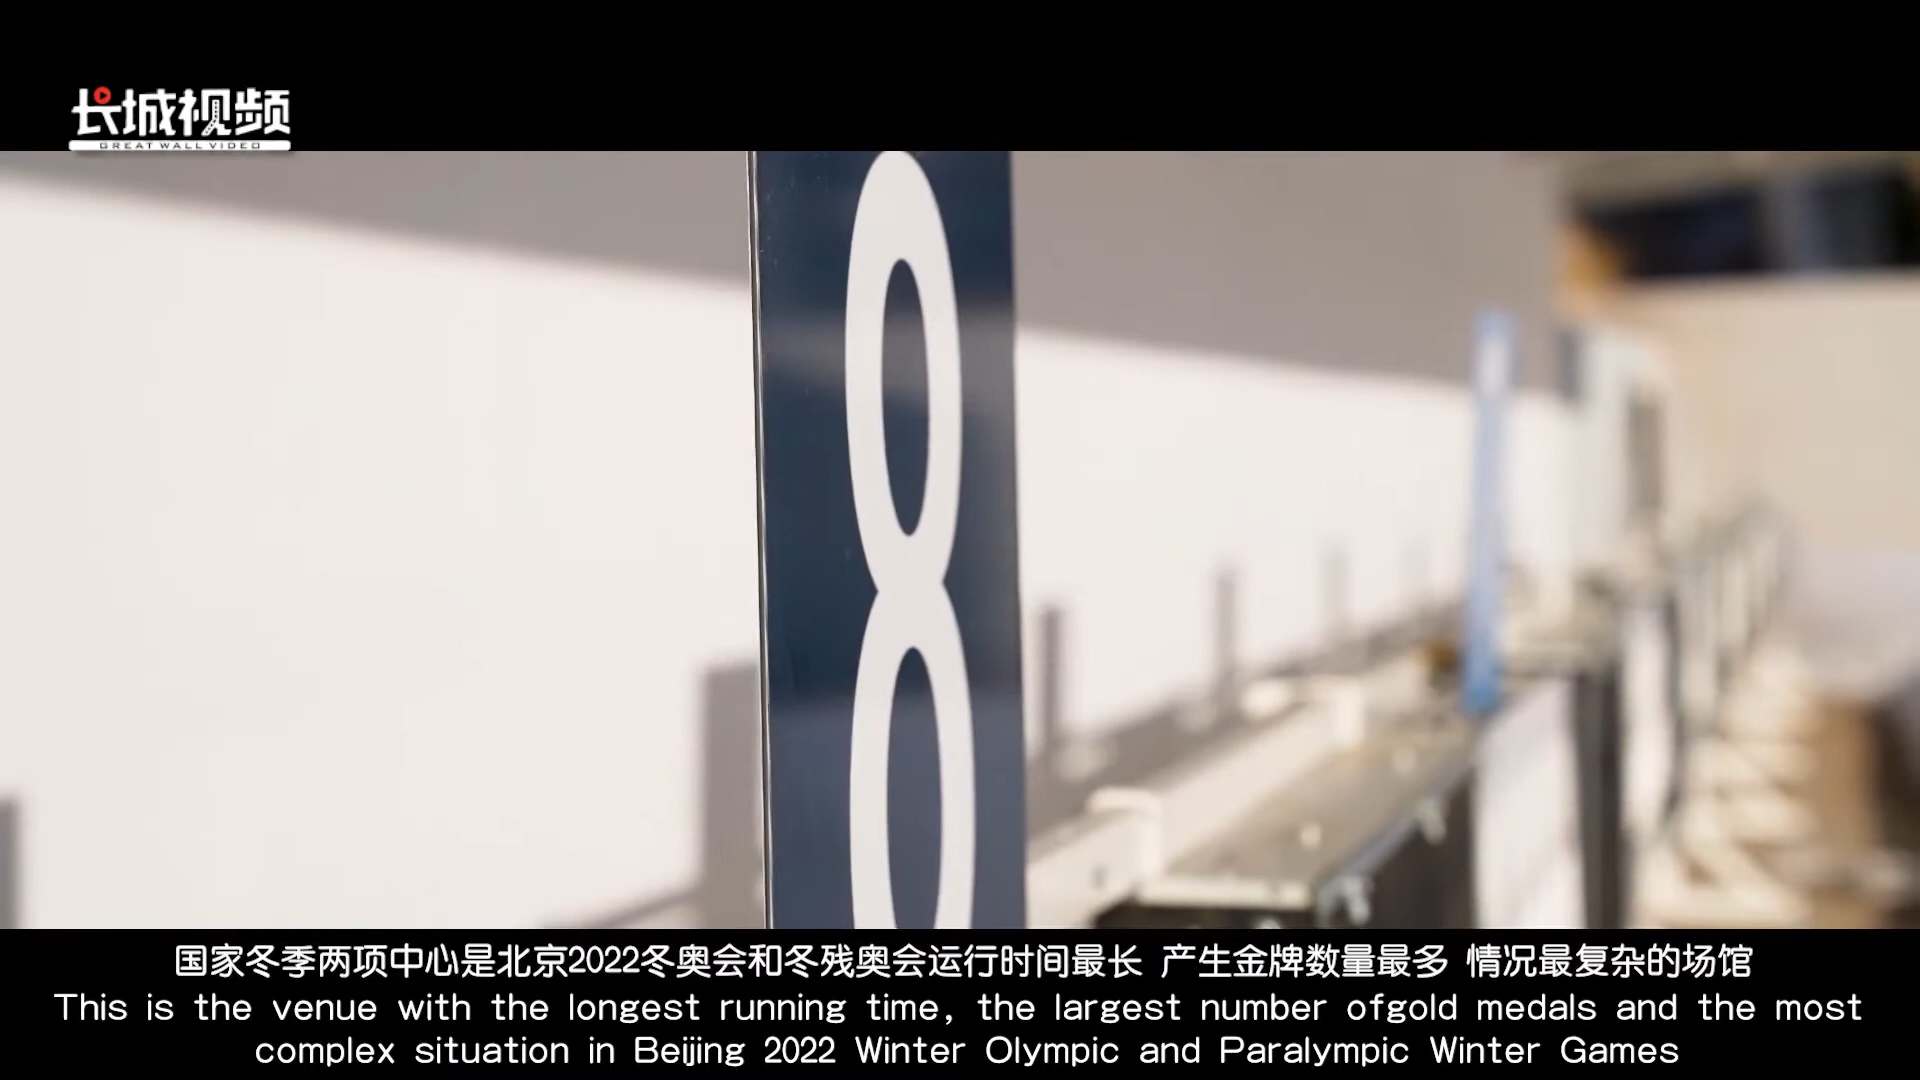 长城视频
GREAT WALL VIDEO
8
国家冬季两项中心是北京2022冬奥会和冬残奥会运行时间最长 产生金牌数量最多 情况最复杂的场馆
This is the venue with the longest running time, the largest number ofgold medals and the most
complex situation in Beijing 2022 Winter Olympic and Paralympic Winter Games